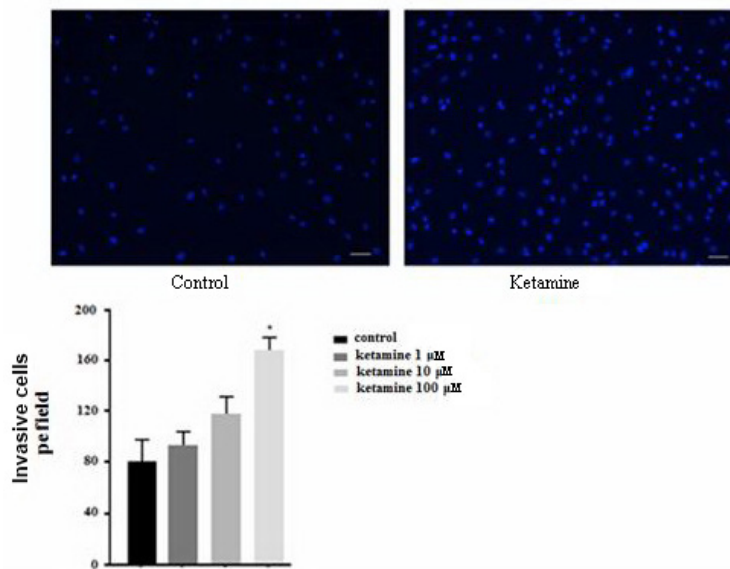 Control
Ketamine
200
160
120
80
40
0
Invasive cells
pefield
*
control
ketamine 1 μM
ketamine 10 μM
ketamine 100 μM